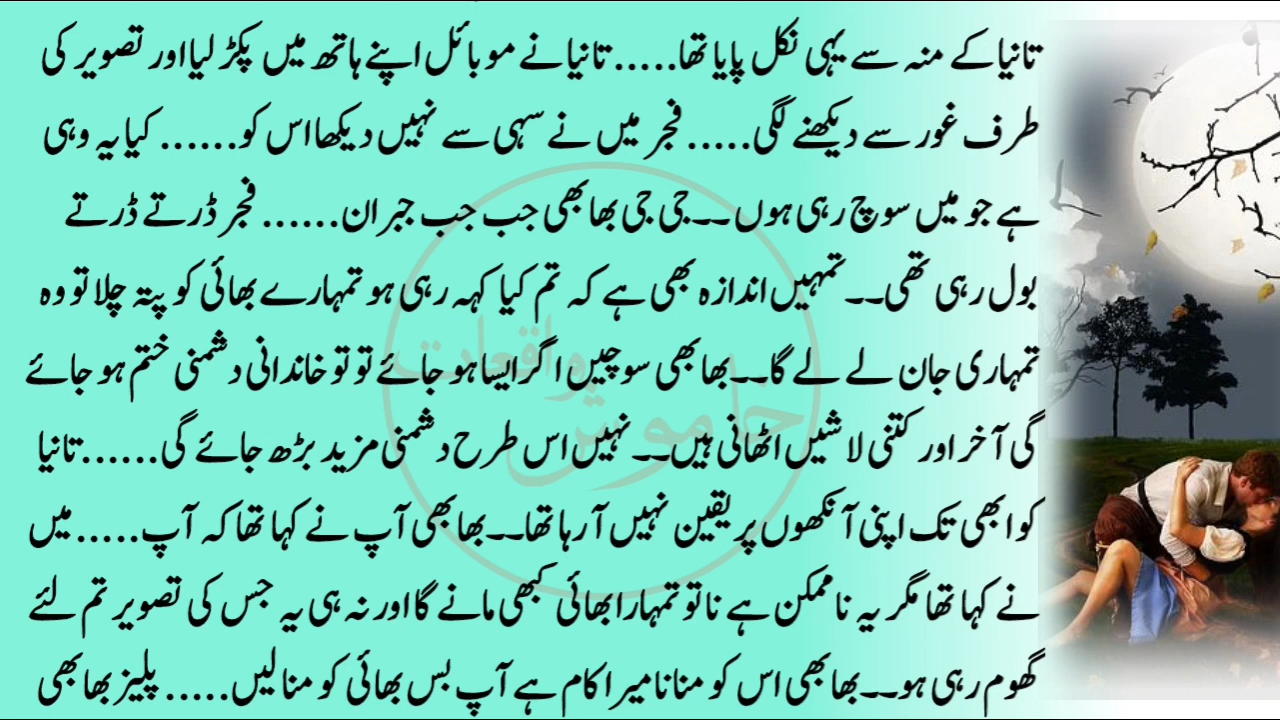 تانیا کے منہ سے یہی نکل پایا تھا..... تانیا نے موبائل اپنے ہاتھ میں پکڑ لیا اور تصویر کی
طرف غور سے دیکھنے لگی..... فجر میں نے سہی سے نہیں دیکھا اس کو...... کیا یہ وہی
ہے جو میں سوچ رہی ہوں۔۔جی جی بھابھی جب جب جبران...... فجر ڈرتے ڈرتے
بول رہی تھی۔۔ تمہیں اندازہ بھی ہے کہ تم کیا کہہ رہی ہو تمہارے بھائی کو پتہ چلا تو وہ
تمہاری جان لے لے گا۔۔بھابھی سوچیں اگر ایسا ہو جائے تو تو خاندانی دشمنی ختم ہو جائے
گی آخر اور کتنی لاشیں اٹھانی ہیں۔۔ نہیں اس طرح دشمنی مزید بڑھ جائے گی......تانیا
کو ابھی تک اپنی آنکھوں پر یقین نہیں آ رہا تھا۔۔بھابھی آپ نے کہا تھا کہ آپ..... میں
نے کہا تھا مگر یہ ناممکن ہے نا تو تمہارا بھائی کبھی مانے گا اور نہ ہی یہ جس کی تصویر تم لئے
گھوم رہی ہو۔۔بھابھی اس کو منانا میرا کام ہے آپ بس بھائی کو منا لیں..... پلیز بھابھی
خاموش واقعات